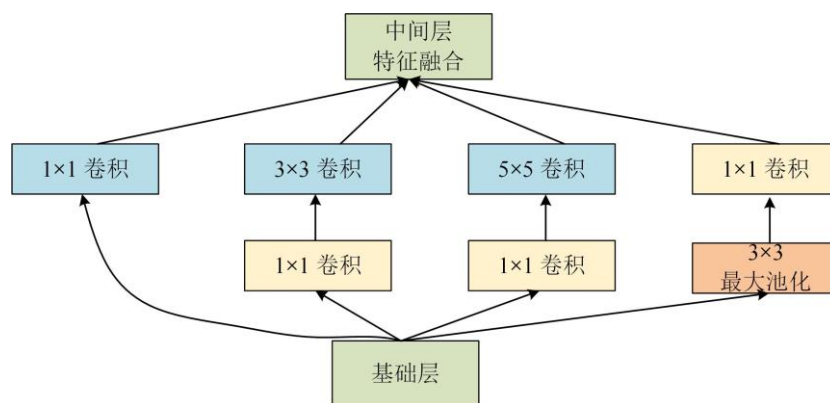 中间层
特征融合
1×1 卷积
3×3 卷积
5×5 卷积
1×1 卷积
1×1 卷积
1×1 卷积
3×3
最大池化
基础层